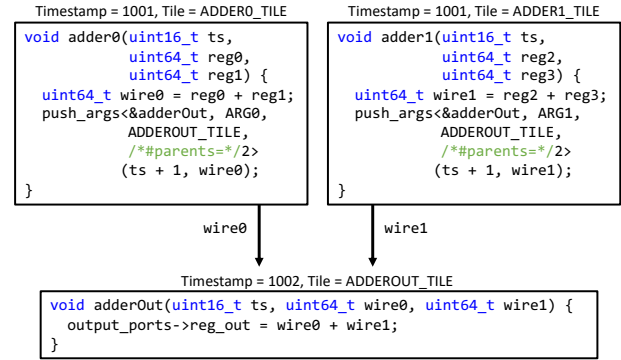 Timestamp = 1001, Tile = ADDER0_TILE
void adder0(uint16_t ts,
uint64_t reg0,
uint64_t reg1) {
uint64_t wire0 = reg0 + reg1;
push_args<&adderOut, ARG0,
ADDEROUT_TILE,
/*#parents=*/2>
(ts + 1, wire0);
}
Timestamp = 1001, Tile = ADDER1_TILE
void adder1(uint16_t ts,
uint64_t reg2,
uint64_t reg3) {
uint64_t wire1 = reg2 + reg3;
push_args<&adderOut, ARG1,
ADDEROUT_TILE,
/*#parents=*/2>
(ts + 1, wire1);
}
wire0
wire1
Timestamp = 1002, Tile = ADDEROUT_TILE
void adderOut(uint16_t ts, uint64_t wire0, uint64_t wire1) {
output_ports->reg_out = wire0 + wire1;
}